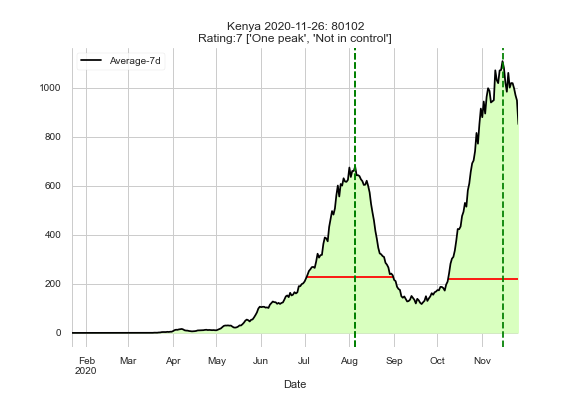 Kenya 2020-11-26: 80102
Rating:7 ['One peak', 'Not in control']
Average-7d
1000
800
600
400
200
0
Feb Mar Apr May Jun Jul Aug Sep Oct Nov
2020
Date